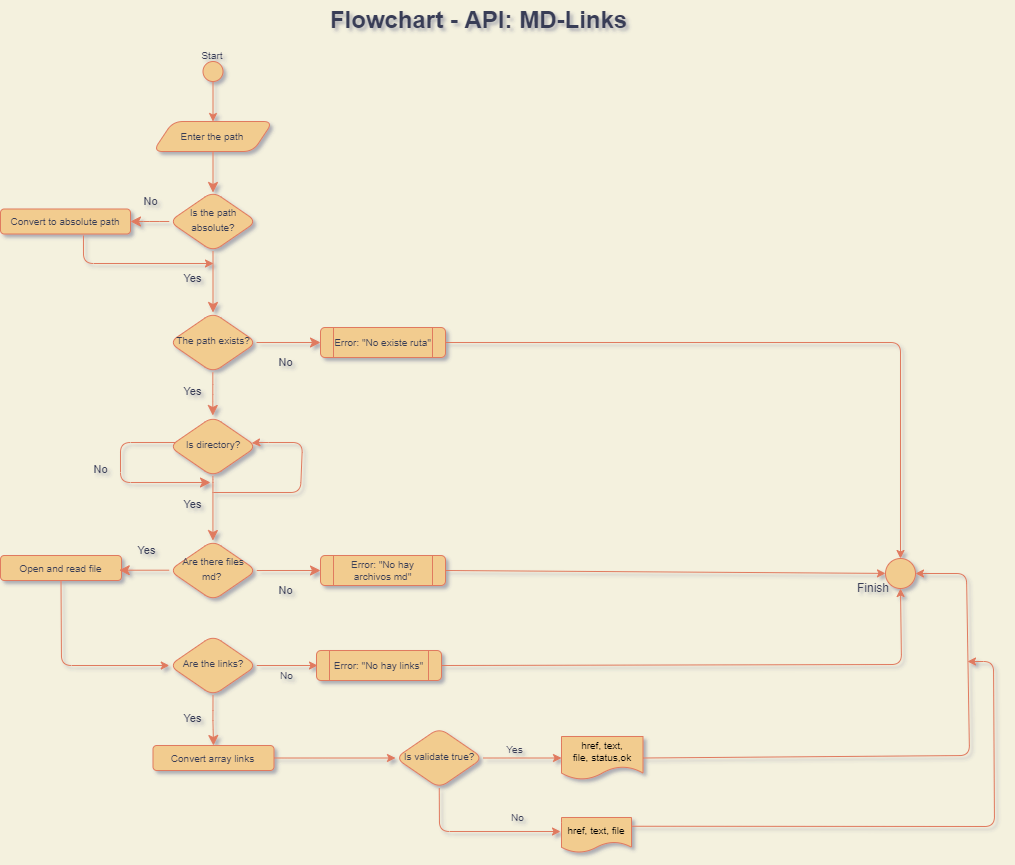 Flowchart - API: MD-Links
Start
Enter the path
No
Is the path
absolute?
Convert to absolute path
Yes
The path exists?
Error: "No existe ruta"
No
Yes
Is directory?
No
Yes
Yes
Are there files
md?
Open and read file
Error: "No hay
archivos md"
No
Finish
Are the links?
Error: "No hay links"
No
Yes
Convert array links
Is validate true?
Yes
href, text,
file, status,ok
No
href, text, file